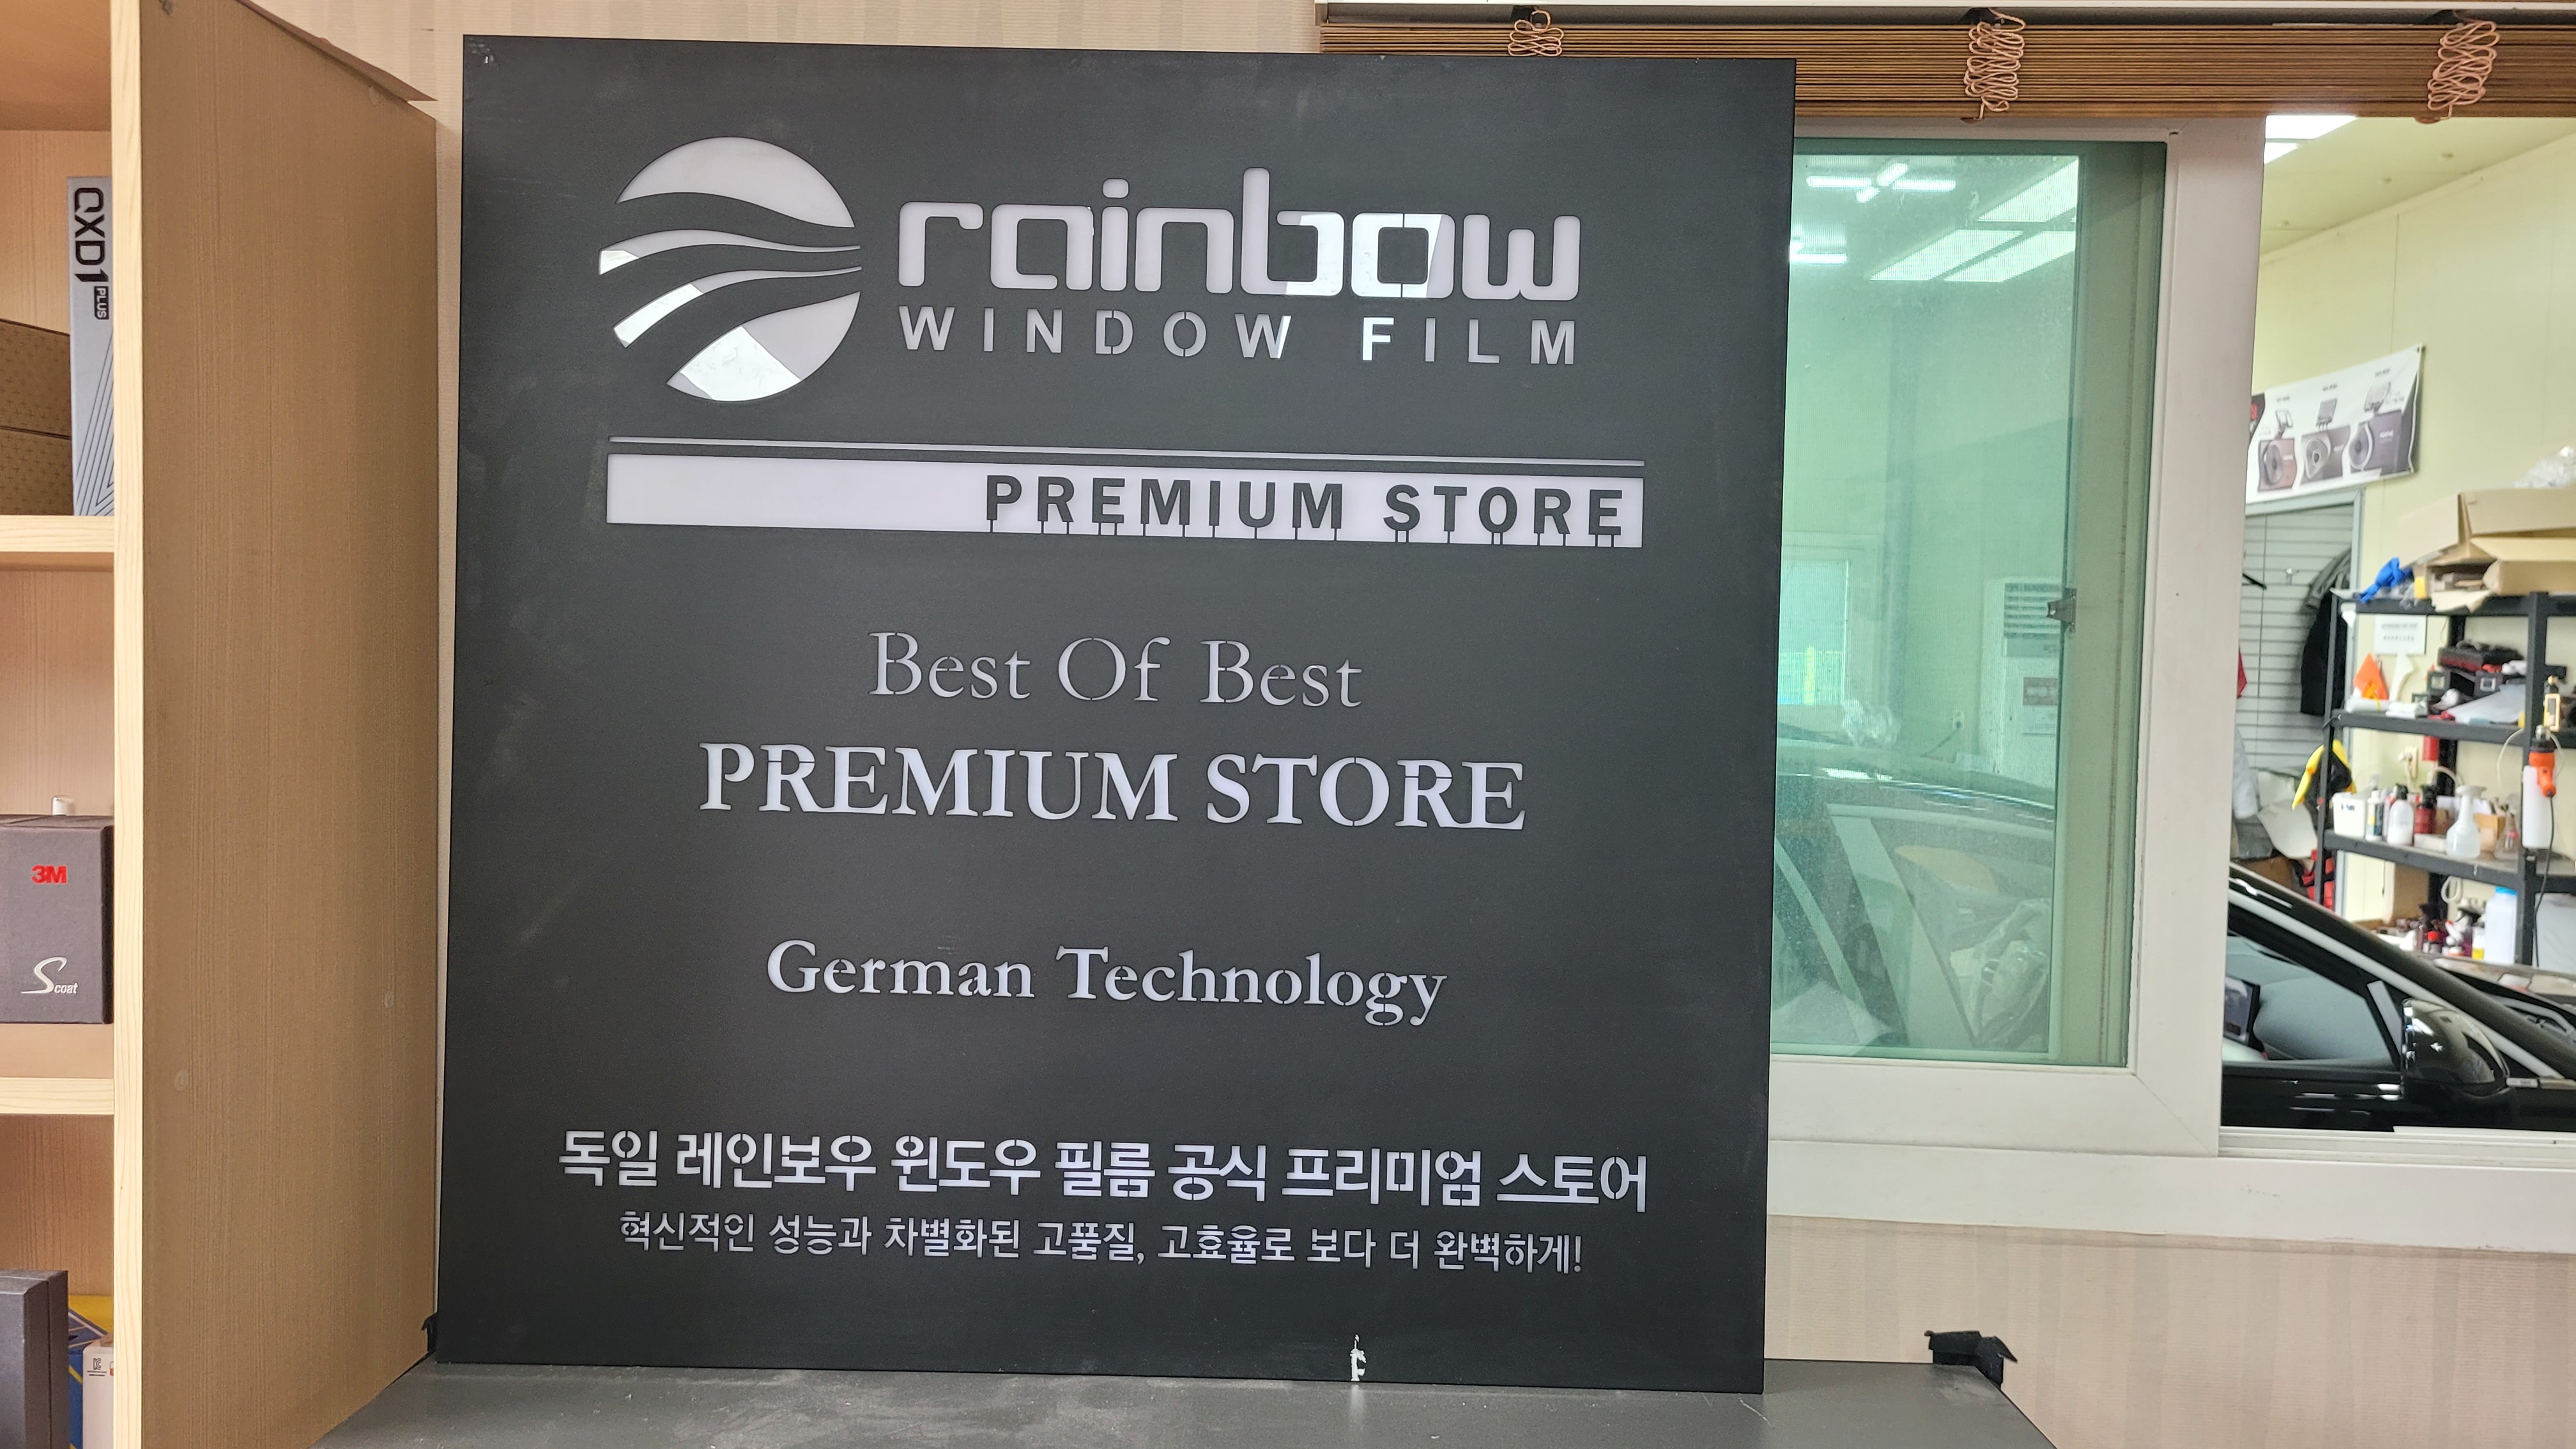 rainbow
WINDOW FILM
PREMIUM STORE
Best Of Best
PREMIUM STORE
German Technology
독일 레인보우 윈도우 필름 공식 프리미엄 스토어
혁신적인 성능과 차별화된 고품질, 고효율로 보다 더 완벽하게!
QXD1 PLUS
3M
Scoat